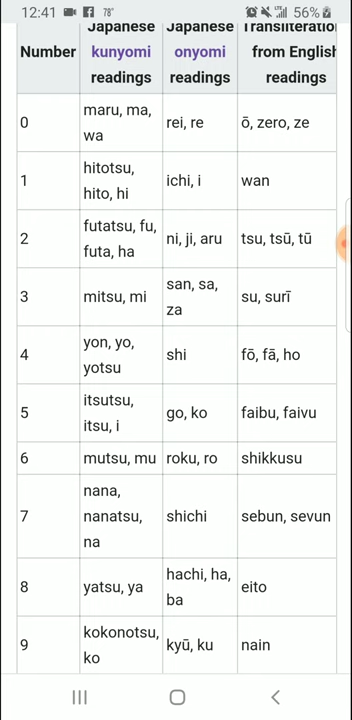 12:41 78° 56%
Japanese Japanese Transliteration
Number kunyomi onyomi from English
readings readings readings
0 maru, ma, wa rei, re ō, zero, ze
1 hitotsu, hito, hi ichi, i wan
2 futatsu, fu, futa, ha ni, ji, aru tsu, tsū, tū
3 mitsu, mi san, sa, za su, surī
4 yon, yo, yotsu shi fō, fā, ho
5 itsutsu, itsu, i go, ko faibu, faivu
6 mutsu, mu roku, ro shikkusu
7 nana, nanatsu, na shichi sebun, sevun
8 yatsu, ya hachi, ha, ba eito
9 kokonotsu, ko kyū, ku nain